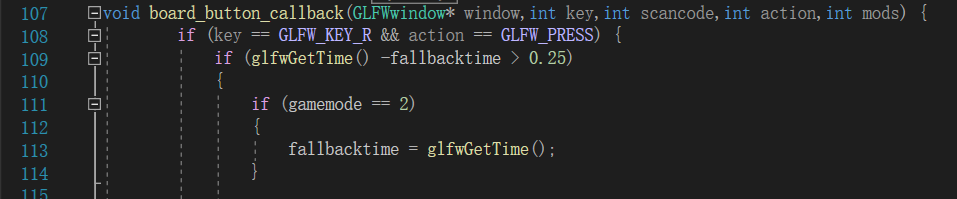 107 void board_button_callback(GLFWwindow* window,int key,int scancode,int action,int mods) {
108 if (key == GLFW_KEY_R && action == GLFW_PRESS) {
109 if (glfwGetTime() -fallbacktime > 0.25)
110 {
111 if (gamemode == 2)
112 {
113 fallbacktime = glfwGetTime();
114 }
115